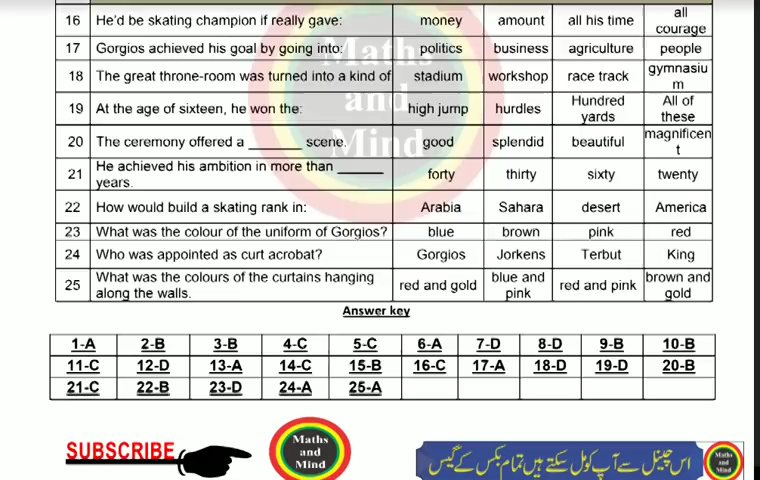 16 He'd be skating champion if really gave: money amount all his time all courage
17 Gorgios achieved his goal by going into: politics business agriculture people
18 The great throne-room was turned into a kind of stadium workshop race track gymnasium
19 At the age of sixteen, he won the: high jump hurdles Hundred yards All of these
20 The ceremony offered a ______ scene. good splendid beautiful magnificent
21 He achieved his ambition in more than ______ years. forty thirty sixty twenty
22 How would build a skating rank in: Arabia Sahara desert America
23 What was the colour of the uniform of Gorgios? blue brown pink red
24 Who was appointed as curt acrobat? Gorgios Jorkens Terbut King
25 What was the colours of the curtains hanging along the walls. red and gold blue and pink red and pink brown and gold
Answer key
1-A 2-B 3-B 4-C 5-C 6-A 7-D 8-D 9-B 10-B
11-C 12-D 13-A 14-C 15-B 16-C 17-A 18-D 19-D 20-B
21-C 22-B 23-D 24-A 25-A
SUBSCRIBE
Maths and Mind
اس چینل سے آپ کو مل سکتے ہیں تمام بکس کے گیس
Maths and Mind
Maths and Mind